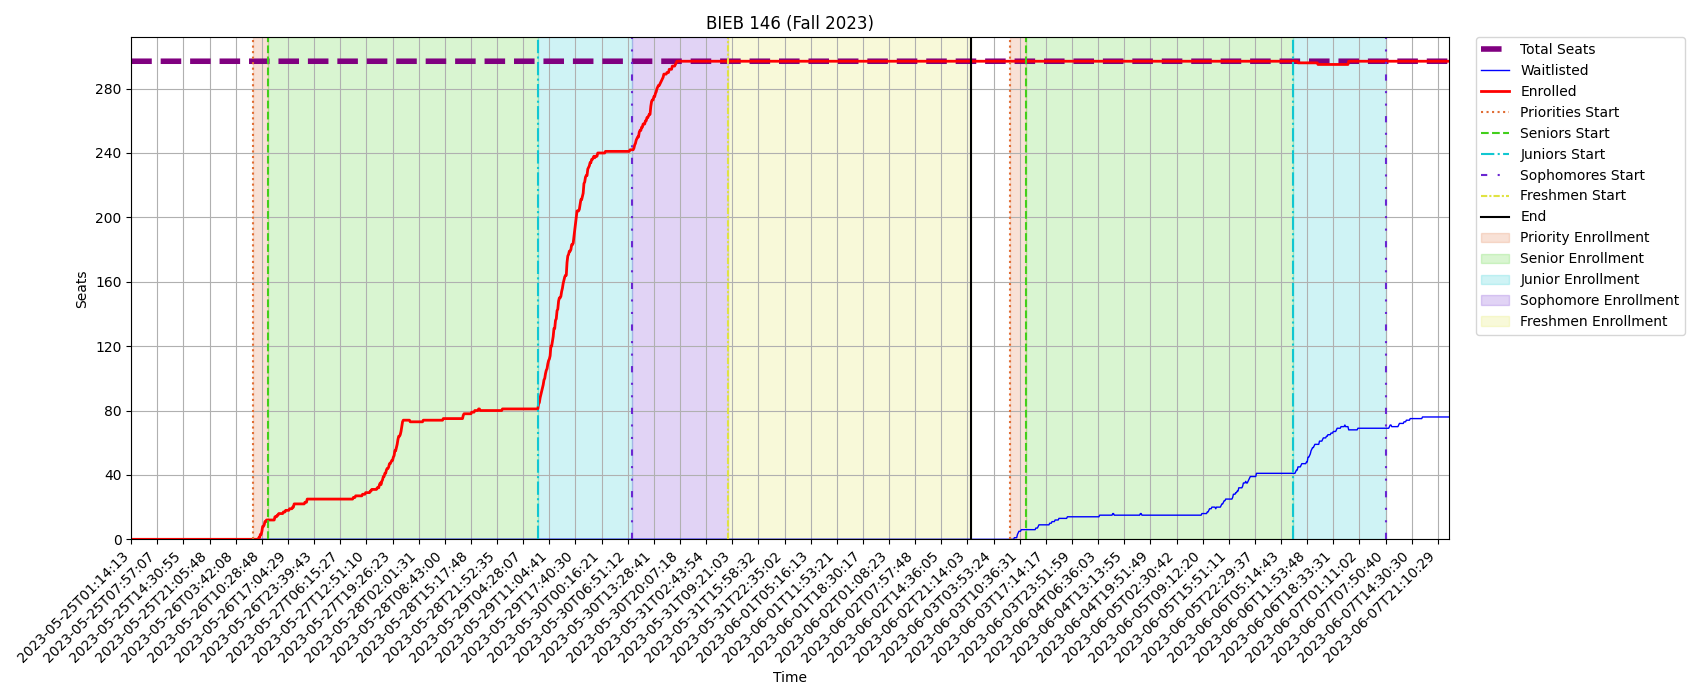 BIEB 146 (Fall 2023)
Seats
280
240
200
160
120
80
40
0
2023-05-25T01:14:13
2023-05-25T07:57:07
2023-05-25T14:30:55
2023-05-25T21:05:48
2023-05-26T03:42:08
2023-05-26T10:28:48
2023-05-26T17:04:29
2023-05-26T23:39:43
2023-05-27T06:15:27
2023-05-27T12:51:10
2023-05-27T19:26:23
2023-05-28T02:01:31
2023-05-28T08:43:00
2023-05-28T15:17:48
2023-05-28T21:52:35
2023-05-29T04:28:07
2023-05-29T11:04:41
2023-05-29T17:40:30
2023-05-30T00:16:21
2023-05-30T06:51:12
2023-05-30T13:28:41
2023-05-30T20:07:18
2023-05-31T02:43:54
2023-05-31T09:21:03
2023-05-31T15:58:32
2023-05-31T22:35:02
2023-06-01T05:16:13
2023-06-01T11:53:21
2023-06-01T18:30:17
2023-06-02T01:08:23
2023-06-02T07:57:48
2023-06-02T14:36:05
2023-06-02T21:14:03
2023-06-03T03:53:24
2023-06-03T10:36:31
2023-06-03T17:14:17
2023-06-03T23:51:59
2023-06-04T06:36:03
2023-06-04T13:13:55
2023-06-04T19:51:49
2023-06-05T02:30:42
2023-06-05T09:12:20
2023-06-05T15:51:11
2023-06-05T22:29:37
2023-06-06T05:14:43
2023-06-06T11:53:48
2023-06-06T18:33:31
2023-06-07T01:11:02
2023-06-07T07:50:40
2023-06-07T14:30:30
2023-06-07T21:10:29
Time
Total Seats
Waitlisted
Enrolled
Priorities Start
Seniors Start
Juniors Start
Sophomores Start
Freshmen Start
End
Priority Enrollment
Senior Enrollment
Junior Enrollment
Sophomore Enrollment
Freshmen Enrollment